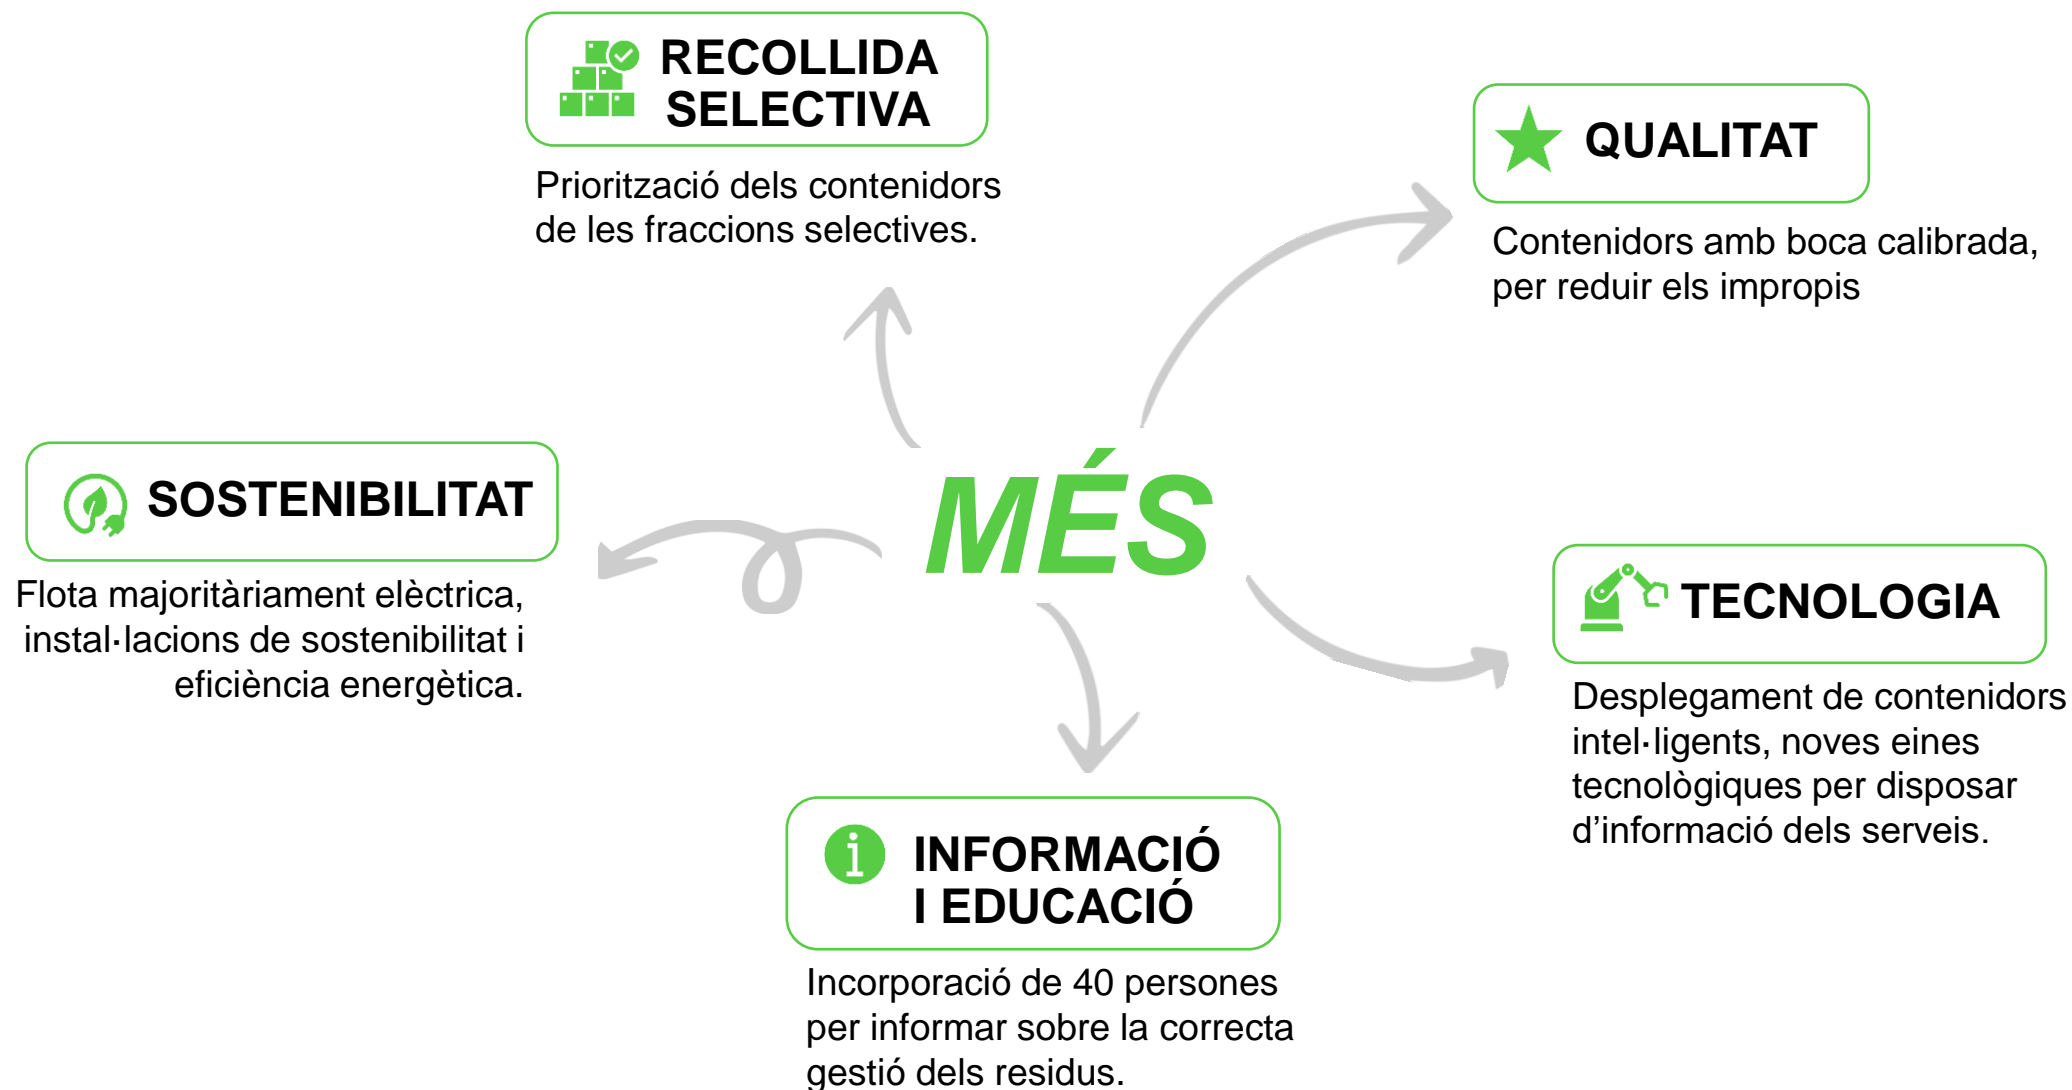 RECOLLIDA
SELECTIVA
Priorització dels contenidors
de les fraccions selectives.
QUALITAT
Contenidors amb boca calibrada,
per reduir els impropis
SOSTENIBILITAT
Flota majoritàriament elèctrica,
instal·lacions de sostenibilitat i
eficiència energètica.
MÉS
TECNOLOGIA
Desplegament de contenidors
intel·ligents, noves eines
tecnològiques per disposar
d’informació dels serveis.
INFORMACIÓ
I EDUCACIÓ
Incorporació de 40 persones
per informar sobre la correcta
gestió dels residus.